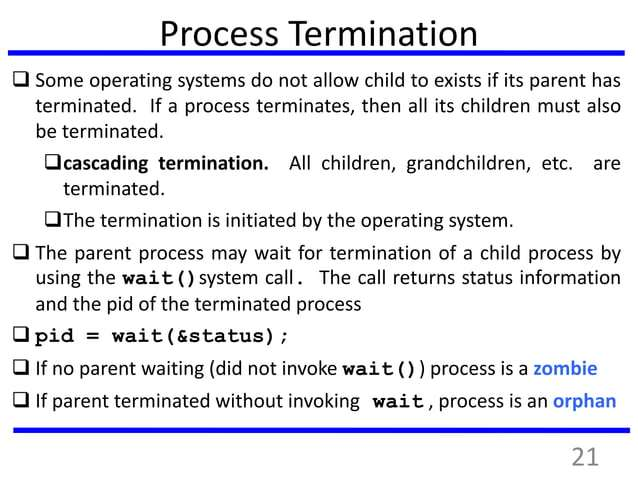 Process Termination
❑ Some operating systems do not allow child to exists if its parent has
terminated. If a process terminates, then all its children must also
be terminated.
❑cascading termination. All children, grandchildren, etc. are
terminated.
❑The termination is initiated by the operating system.
❑ The parent process may wait for termination of a child process by
using the wait()system call. The call returns status information
and the pid of the terminated process
❑ pid = wait(&status);
❑ If no parent waiting (did not invoke wait()) process is a zombie
❑ If parent terminated without invoking wait , process is an orphan
21